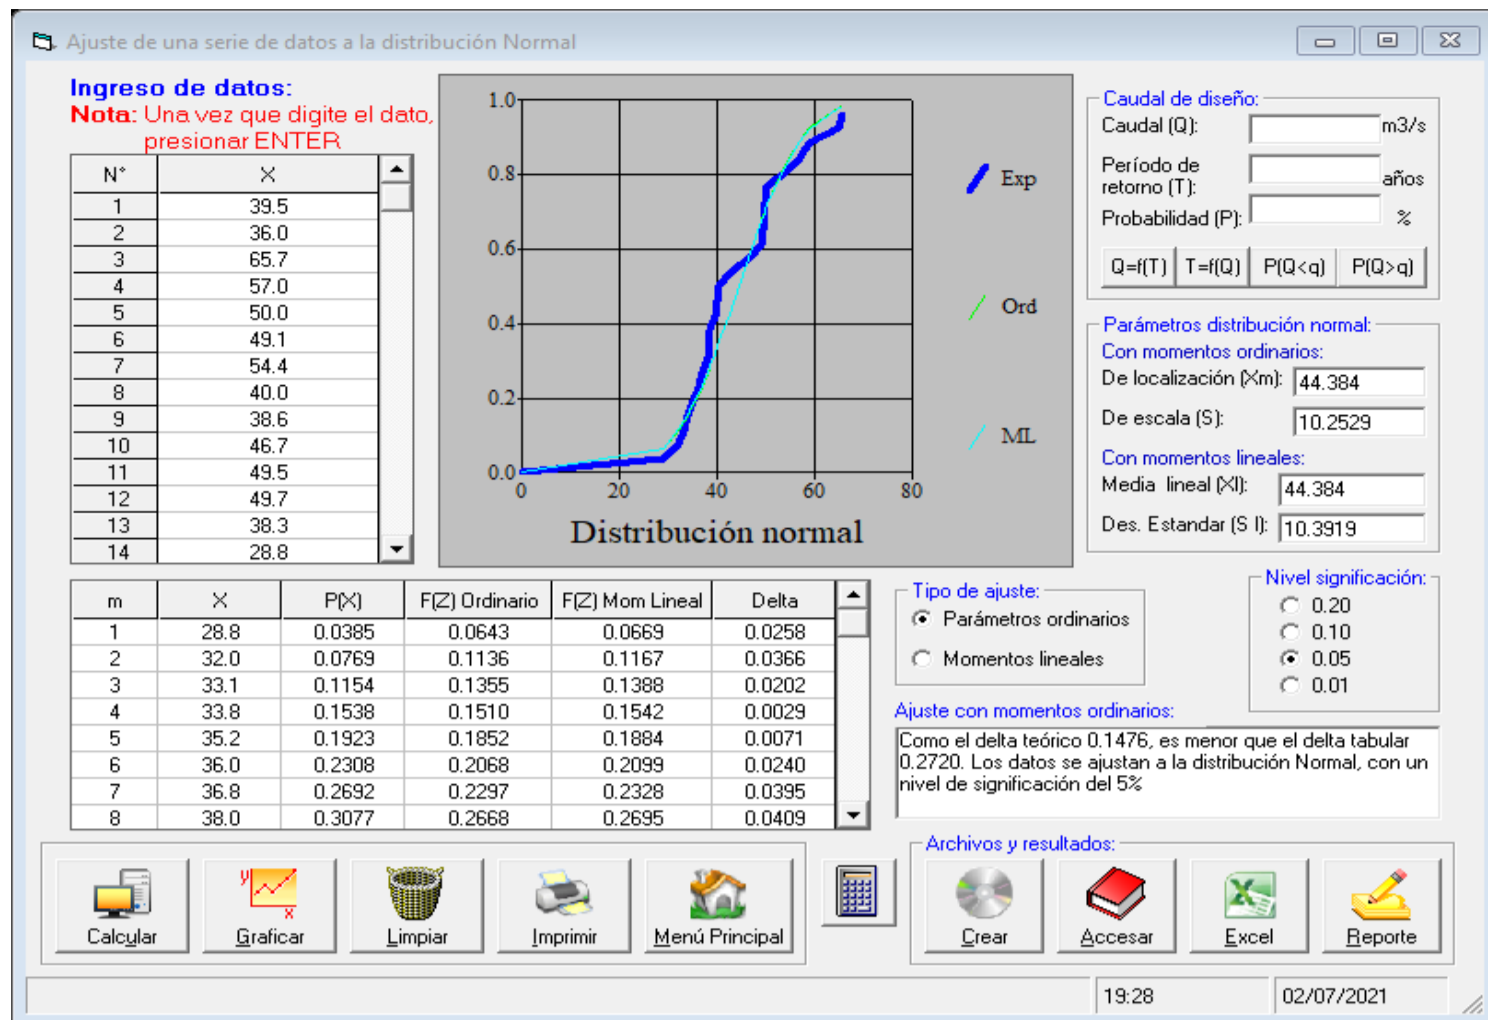 Ajuste de una serie de datos a la distribución Normal
Ingreso de datos:
Nota: Una vez que digite el dato,
presionar ENTER
N° X
1 39.5
2 36.0
3 65.7
4 57.0
5 50.0
6 49.1
7 54.4
8 40.0
9 38.6
10 46.7
11 49.5
12 49.7
13 38.3
14 28.8
1.0
0.8
0.6
0.4
0.2
0.0
0 20 40 60 80
Distribución normal
Exp
Ord
ML
Caudal de diseño:
Caudal (Q): m3/s
Período de
retorno (T): años
Probabilidad (P): %
Q=f(T) T=f(Q) P(Q<q) P(Q>q)
Parámetros distribución normal:
Con momentos ordinarios:
De localización (Xm): 44.384
De escala (S): 10.2529
Con momentos lineales:
Media lineal (Xl): 44.384
Des. Estandar (S l): 10.3919
m X P(X) F(Z) Ordinario F(Z) Mom Lineal Delta
1 28.8 0.0385 0.0643 0.0669 0.0258
2 32.0 0.0769 0.1136 0.1167 0.0366
3 33.1 0.1154 0.1355 0.1388 0.0202
4 33.8 0.1538 0.1510 0.1542 0.0029
5 35.2 0.1923 0.1852 0.1884 0.0071
6 36.0 0.2308 0.2068 0.2099 0.0240
7 36.8 0.2692 0.2297 0.2328 0.0395
8 38.0 0.3077 0.2668 0.2695 0.0409
Tipo de ajuste:
Parámetros ordinarios
Momentos lineales
Nivel significación:
0.20
0.10
0.05
0.01
Ajuste con momentos ordinarios:
Como el delta teórico 0.1476, es menor que el delta tabular
0.2720. Los datos se ajustan a la distribución Normal, con un
nivel de significación del 5%
Calcular Graficar Limpiar Imprimir Menú Principal
Archivos y resultados:
Crear Accesar Excel Reporte
19:28 02/07/2021